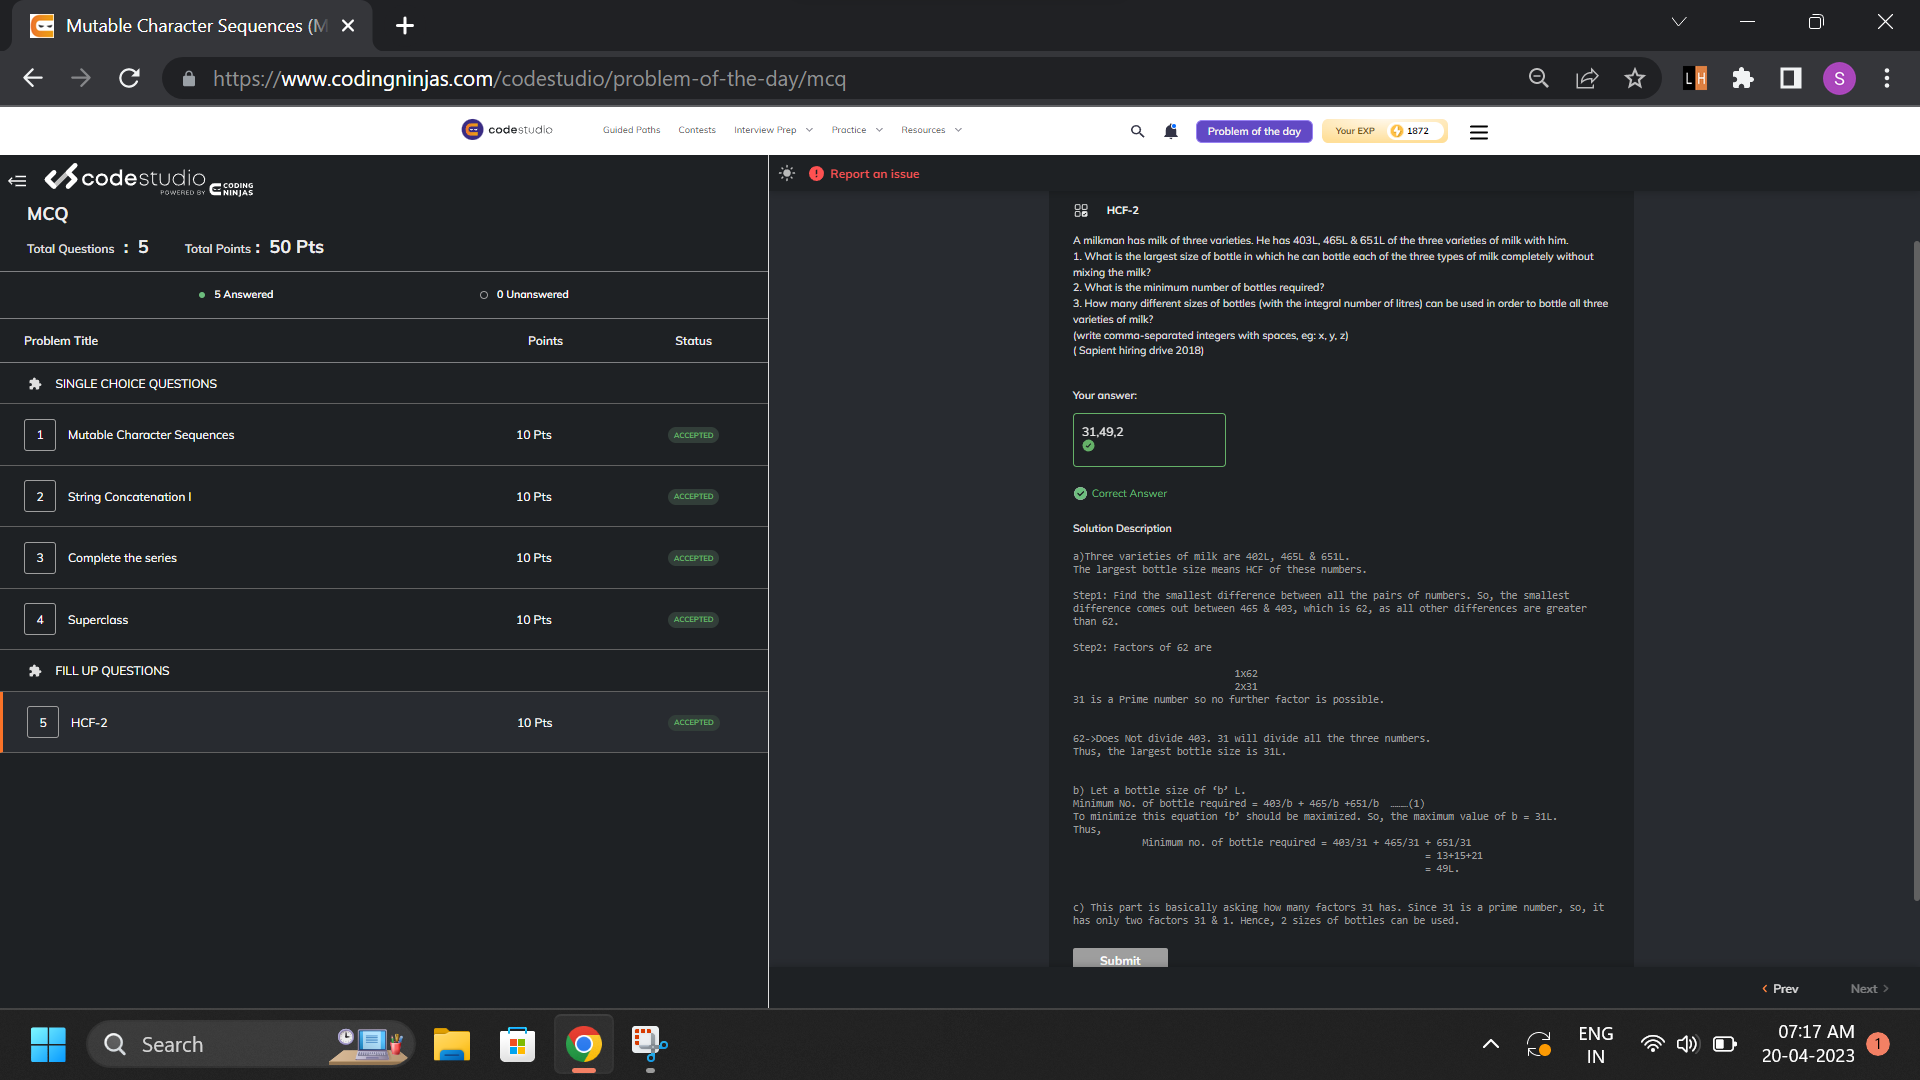 Mutable Character Sequences (M
https://www.codingninjas.com/codestudio/problem-of-the-day/mcq
LH
S
codestudio
Guided Paths
Contests
Interview Prep
Practice
Resources
Problem of the day
Your EXP
1872
codestudio
POWERED BY CODING NINJAS
Report an issue
MCQ
Total Questions : 5
Total Points : 50 Pts
5 Answered
0 Unanswered
Problem Title
Points
Status
SINGLE CHOICE QUESTIONS
1
Mutable Character Sequences
10 Pts
ACCEPTED
2
String Concatenation I
10 Pts
ACCEPTED
3
Complete the series
10 Pts
ACCEPTED
4
Superclass
10 Pts
ACCEPTED
FILL UP QUESTIONS
5
HCF-2
10 Pts
ACCEPTED
HCF-2
A milkman has milk of three varieties. He has 403L, 465L & 651L of the three varieties of milk with him.
1. What is the largest size of bottle in which he can bottle each of the three types of milk completely without
mixing the milk?
2. What is the minimum number of bottles required?
3. How many different sizes of bottles (with the integral number of litres) can be used in order to bottle all three
varieties of milk?
(write comma-separated integers with spaces, eg: x, y, z)
( Sapient hiring drive 2018)
Your answer:
31,49,2
Correct Answer
Solution Description
a)Three varieties of milk are 402L, 465L & 651L.
The largest bottle size means HCF of these numbers.
Step1: Find the smallest difference between all the pairs of numbers. So, the smallest
difference comes out between 465 & 403, which is 62, as all other differences are greater
than 62.
Step2: Factors of 62 are
1X62
2X31
31 is a Prime number so no further factor is possible.
62->Does Not divide 403. 31 will divide all the three numbers.
Thus, the largest bottle size is 31L.
b) Let a bottle size of ‘b’ L.
Minimum No. of bottle required = 403/b + 465/b +651/b ……(1)
To minimize this equation ‘b’ should be maximized. So, the maximum value of b = 31L.
Thus,
Minimum no. of bottle required = 403/31 + 465/31 + 651/31
= 13+15+21
= 49L.
c) This part is basically asking how many factors 31 has. Since 31 is a prime number, so, it
has only two factors 31 & 1. Hence, 2 sizes of bottles can be used.
Submit
Prev
Next
Search
ENG
IN
07:17 AM
20-04-2023
1